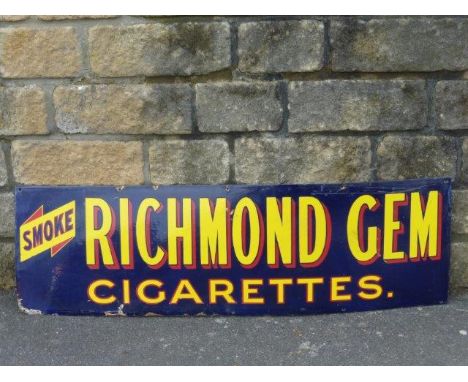 SMOKE
RICHMOND GEM
CIGARETTES.